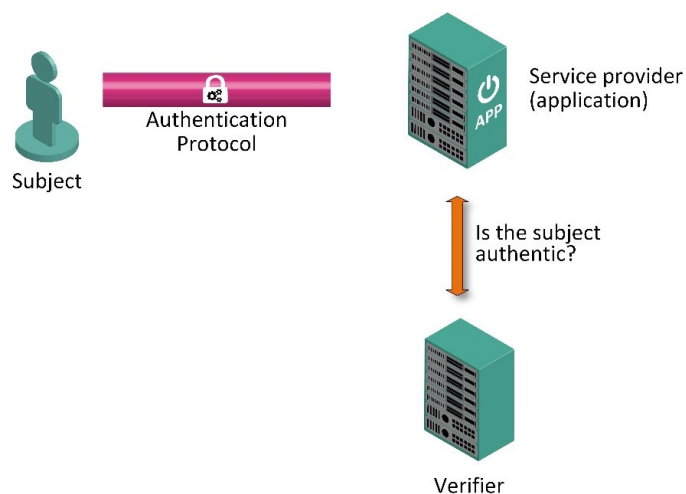 Subject
Authentication
Protocol
APP
Service provider
(application)
Is the subject
authentic?
Verifier